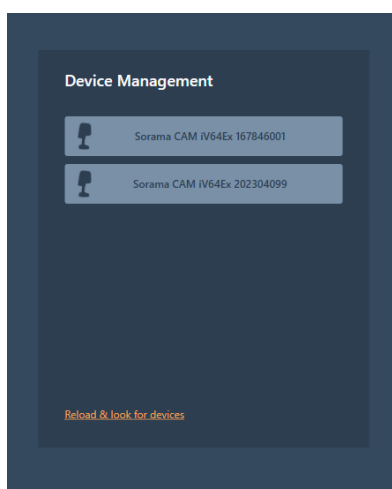 Device Management
Sorama CAM iV64Ex 167846001
Sorama CAM iV64Ex 202304099
Reload & look for devices